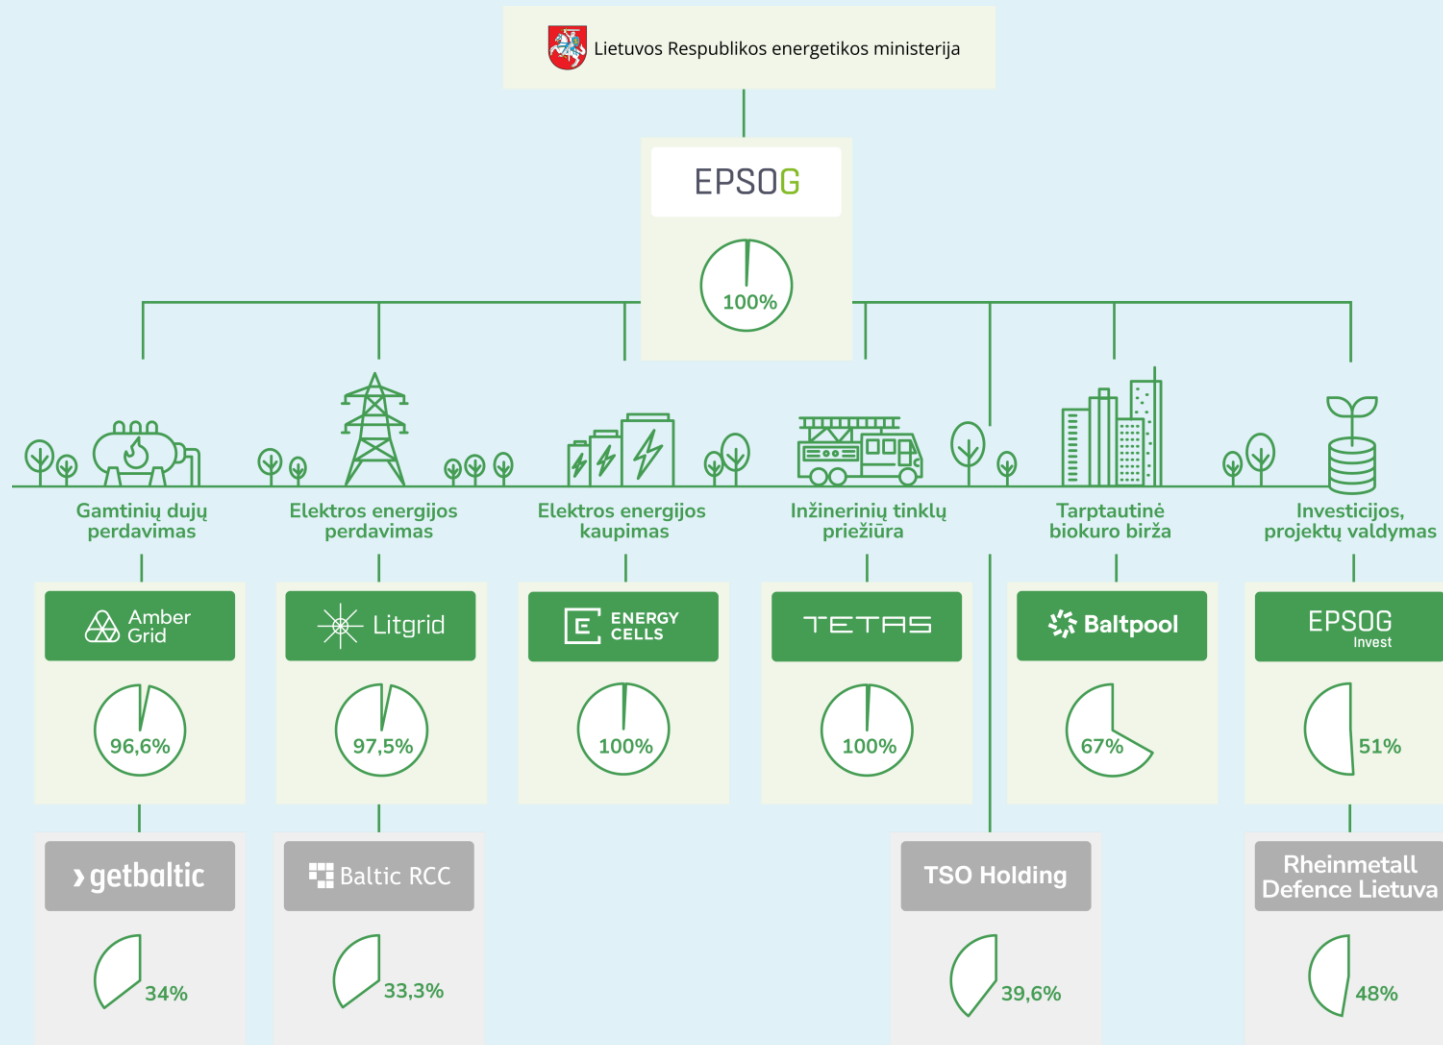 Lietuvos Respublikos energetikos ministerija
EPSOG
100%
Gamtinių dujų
perdavimas
Elektros energijos
perdavimas
Elektros energijos
kaupimas
Inžinerinių tinklų
priežiūra
Tarptautinė
biokuro birža
Investicijos,
projektų valdymas
Amber
Grid
96,6%
Litgrid
97,5%
E ENERGY
CELLS
100%
TETAS
100%
Baltpool
67%
EPSOG
Invest
51%
getbaltic
34%
Baltic RCC
33,3%
TSO Holding
39,6%
Rheinmetall
Defence Lietuva
48%